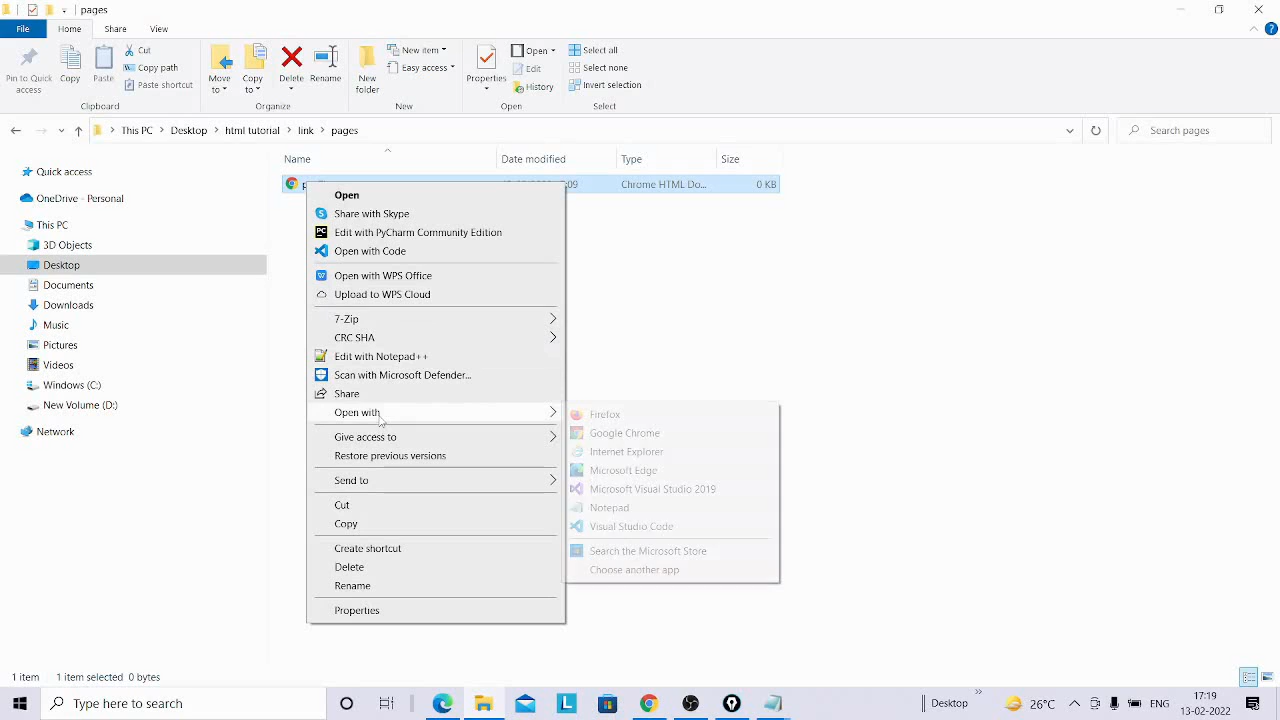 pages
File Home Share View
Pin to Quick access
Copy
Paste
Cut
Copy path
Paste shortcut
Clipboard
Move to
Copy to
Delete
Rename
Organize
New folder
New item
Easy access
New
Properties
Open
Edit
History
Open
Select all
Select none
Invert selection
Select
This PC Desktop html tutorial link pages
Search pages
Name Date modified Type Size
:09 Chrome HTML Do... 0 KB
Quick access
OneDrive - Personal
This PC
3D Objects
Desktop
Documents
Downloads
Music
Pictures
Videos
Windows (C:)
New Volume (D:)
Network
Open
Share with Skype
Edit with PyCharm Community Edition
Open with Code
Open with WPS Office
Upload to WPS Cloud
7-Zip
CRC SHA
Edit with Notepad++
Scan with Microsoft Defender...
Share
Open with
Give access to
Restore previous versions
Send to
Cut
Copy
Create shortcut
Delete
Rename
Properties
Firefox
Google Chrome
Internet Explorer
Microsoft Edge
Microsoft Visual Studio 2019
Notepad
Visual Studio Code
Search the Microsoft Store
Choose another app
1 item 1 item selected 0 bytes
Type here to search
Desktop
26°C
ENG
17:19
13-02-2022